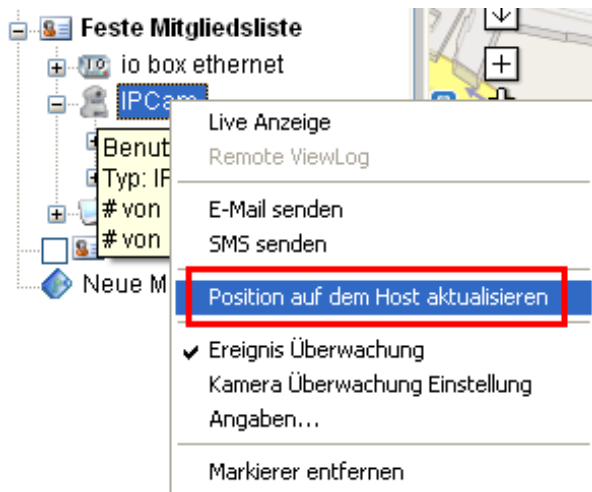 Feste Mitgliedsliste
io box ethernet
IPCam
Benut
Typ: IP
# von
# von
Neue M
Live Anzeige
Remote ViewLog
E-Mail senden
SMS senden
Position auf dem Host aktualisieren
Ereignis Überwachung
Kamera Überwachung Einstellung
Angaben...
Markierer entfernen